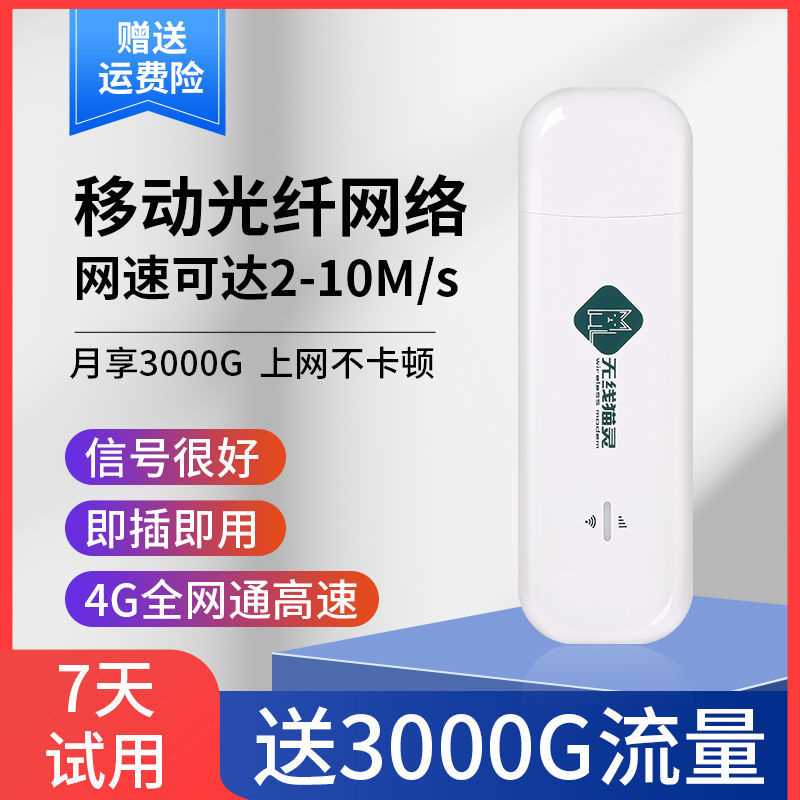 赠送
运费险
移动光纤网络
网速可达2-10M/s
月享3000G 上网不卡顿
信号很好
即插即用
4G全网通高速
无线猫灵
Wireless modem
7天
试用
送3000G流量